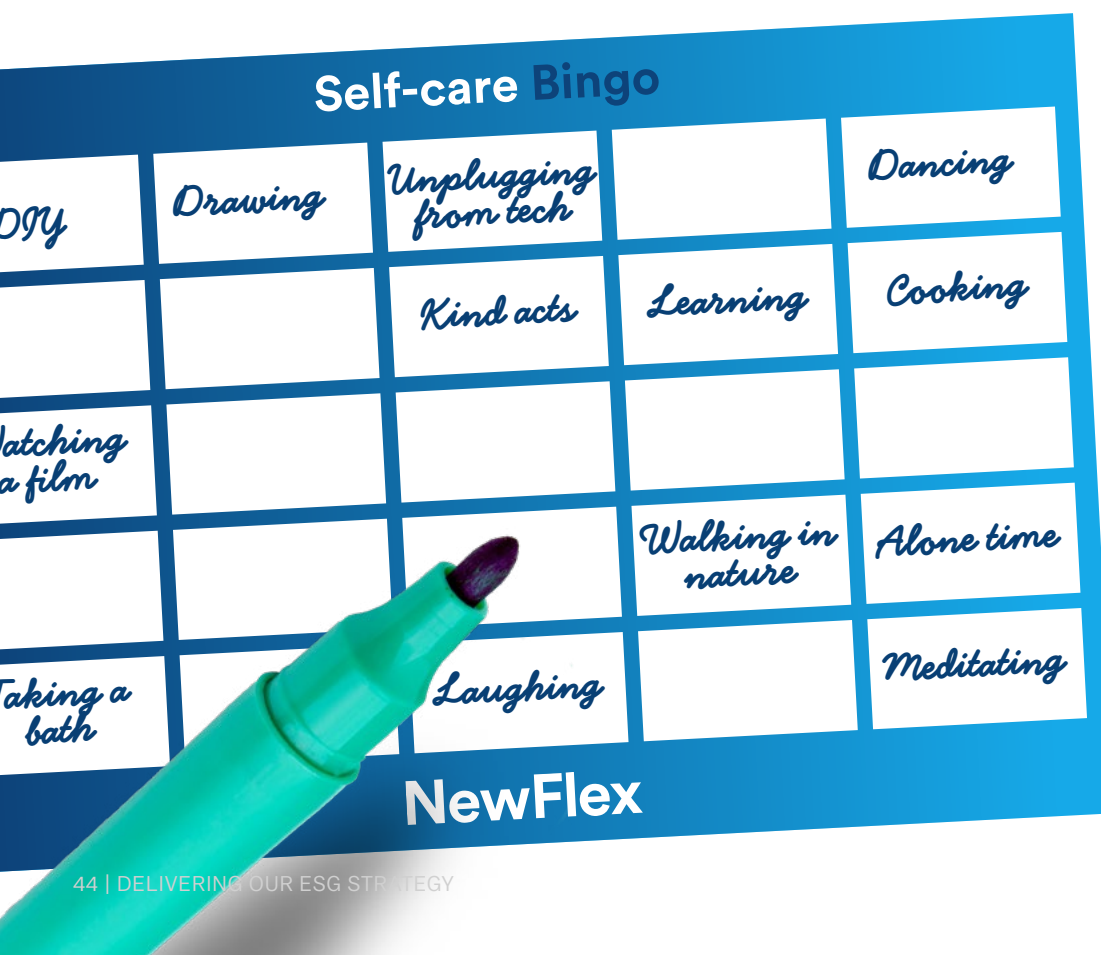 Self-care Bingo
DIY
Drawing
Unplugging
from tech
Dancing
Kind acts
Learning
Cooking
atching
a film
Walking in
nature
Alone time
Taking a
bath
Laughing
Meditating
NewFlex
44 | DELIVERING OUR ESG STRATEGY